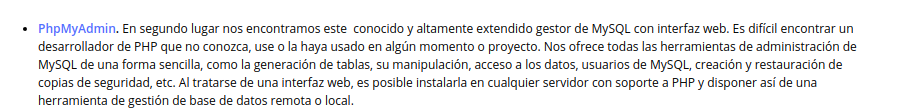 • PhpMyAdmin. En segundo lugar nos encontramos este conocido y altamente extendido gestor de MySQL con interfaz web. Es difícil encontrar un
desarrollador de PHP que no conozca, use o la haya usado en algún momento o proyecto. Nos ofrece todas las herramientas de administración de
MySQL de una forma sencilla, como la generación de tablas, su manipulación, acceso a los datos, usuarios de MySQL, creación y restauración de
copias de seguridad, etc. Al tratarse de una interfaz web, es posible instalarla en cualquier servidor con soporte a PHP y disponer así de una
herramienta de gestión de base de datos remota o local.